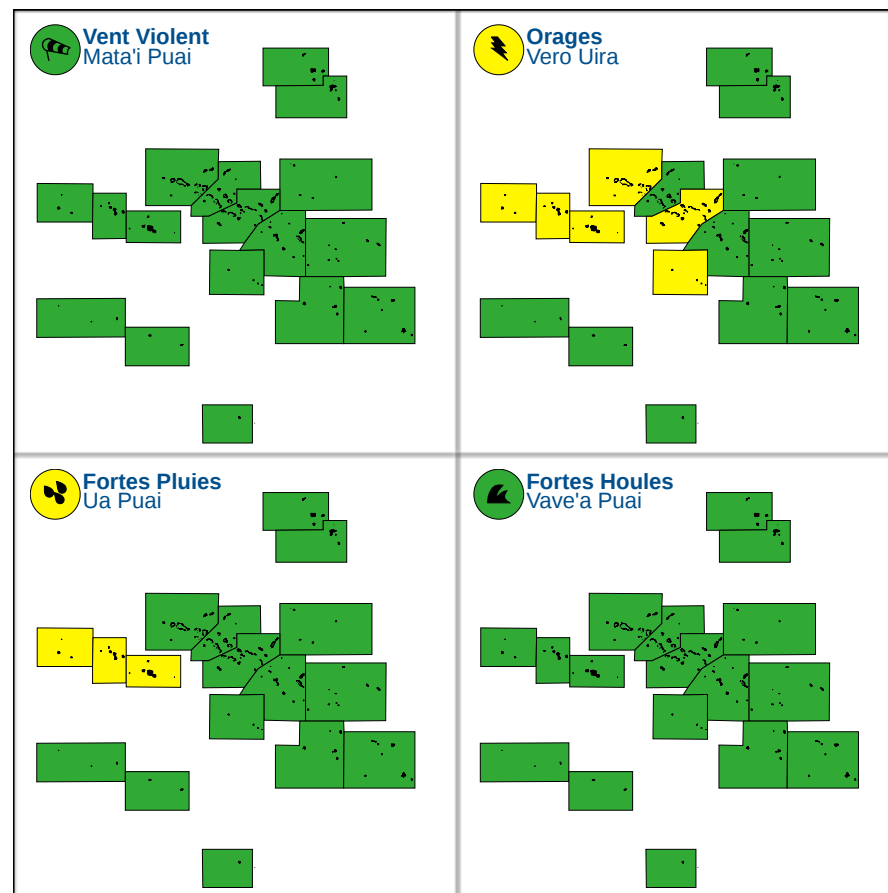 Vent Violent
Mata'i Puai
Orages
Vero Uira
Fortes Pluies
Ua Puai
Fortes Houles
Vave'a Puai